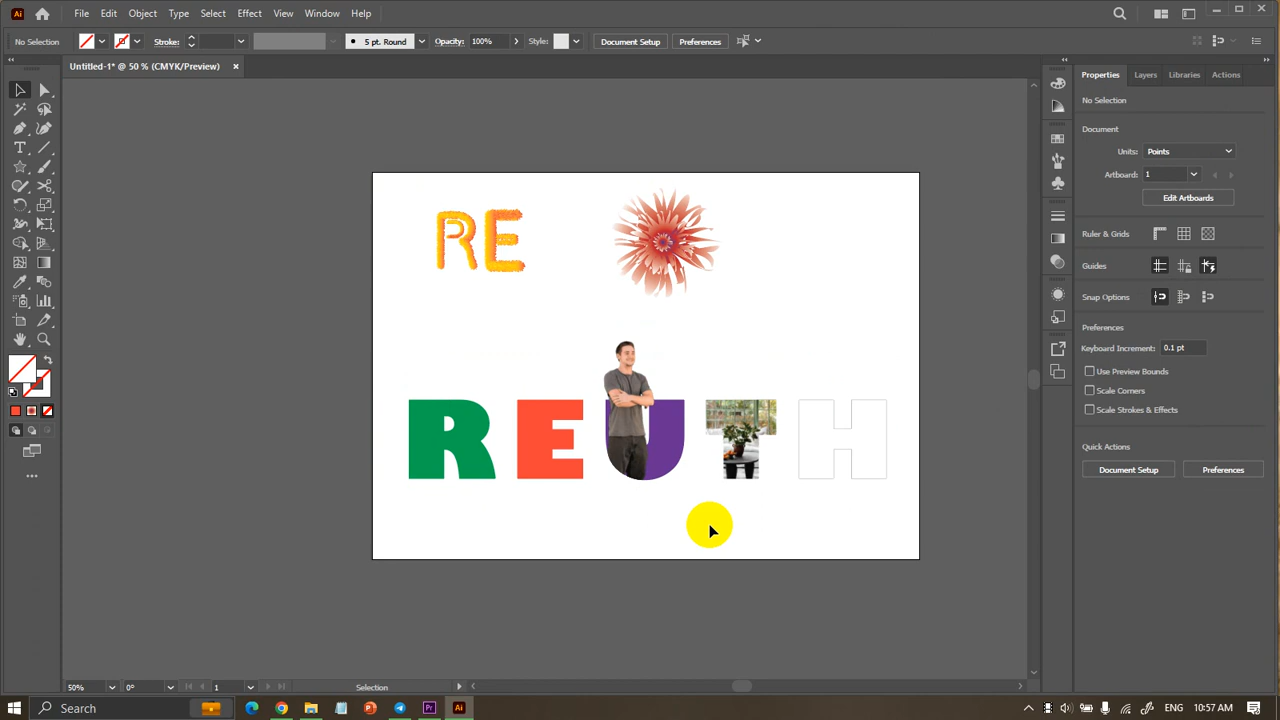 Ai File Edit Object Type Select Effect View Window Help
No Selection Stroke: 5 pt. Round Opacity: 100% Style: Document Setup Preferences
Untitled-1* @ 50 % (CMYK/Preview)
Properties Layers Libraries Actions
No Selection
Document
Units: Points
Artboard: 1
Edit Artboards
Ruler & Grids
Guides
Snap Options
Preferences
Keyboard Increment: 0.1 pt
Use Preview Bounds
Scale Corners
Scale Strokes & Effects
Quick Actions
Document Setup Preferences
RE
REUTH
50% 0° 1 Selection
Search
Pr Ai
10:57 AM